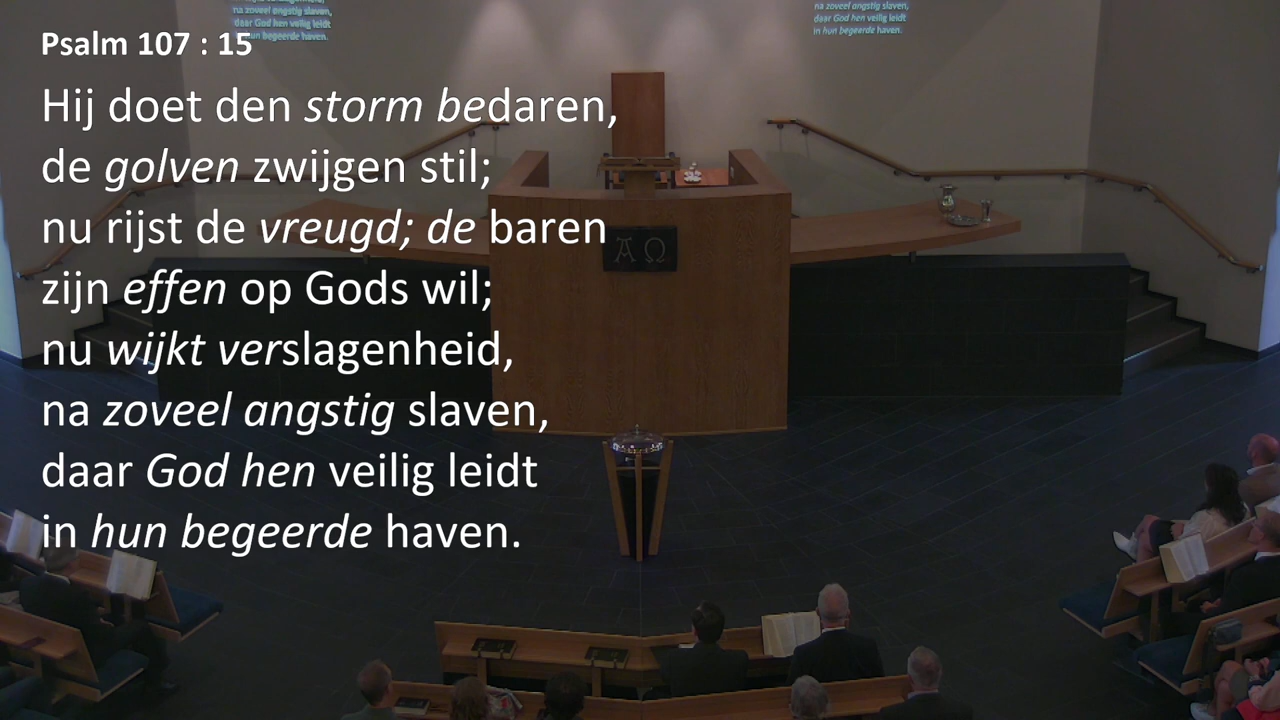 na zoveel angstig slaven,
daar God hen veilig leidt
in hun begeerde haven.
na zoveel angstig slaven,
daar God hen veilig leidt
in hun begeerde haven.
Psalm 107 : 15
Hij doet den storm bedaren,
de golven zwijgen stil;
nu rijst de vreugd; de baren
zijn effen op Gods wil;
nu wijkt verslagenheid,
na zoveel angstig slaven,
daar God hen veilig leidt
in hun begeerde haven.
Α Ω